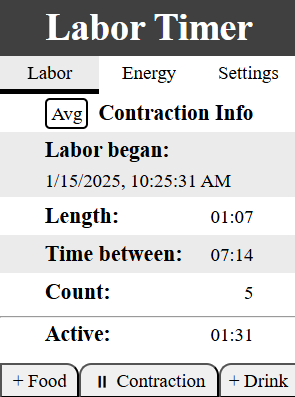 Labor Timer
Labor Energy Settings
Avg Contraction Info
Labor began:
1/15/2025, 10:25:31 AM
Length: 01:07
Time between: 07:14
Count: 5
Active: 01:31
+ Food ⏸ Contraction + Drink